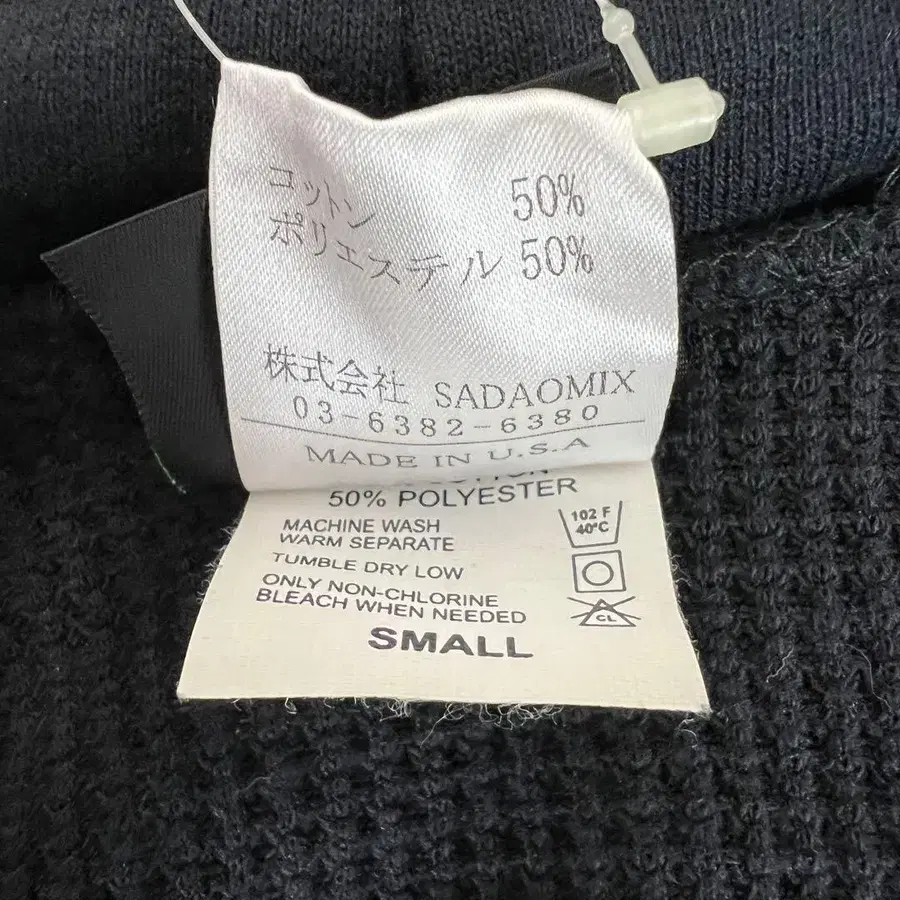 コットン 50%
ポリエステル 50%
株式会社 SADAOMIX
03-6382-6380
MADE IN U.S.A
50% POLYESTER
MACHINE WASH
WARM SEPARATE
TUMBLE DRY LOW
ONLY NON-CHLORINE
BLEACH WHEN NEEDED
102 F
40°C
CL
SMALL